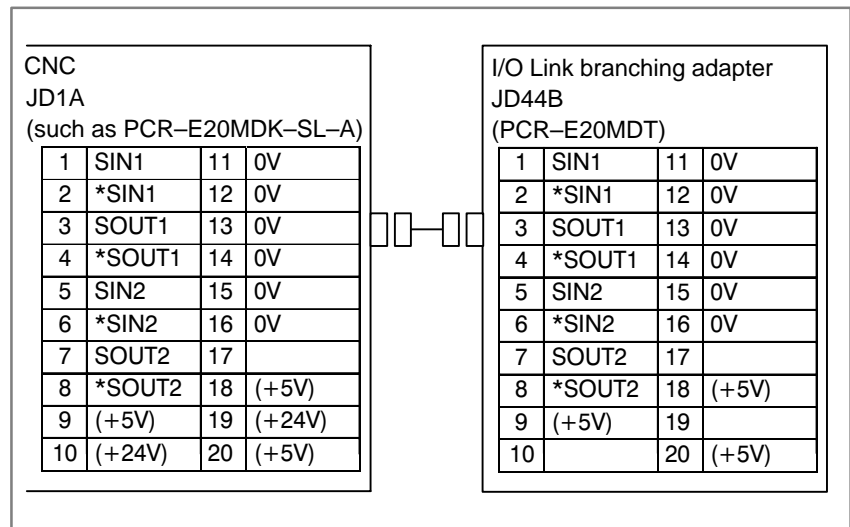 CNC
JD1A
(such as PCR–E20MDK–SL–A)
1 SIN1 11 0V
2 *SIN1 12 0V
3 SOUT1 13 0V
4 *SOUT1 14 0V
5 SIN2 15 0V
6 *SIN2 16 0V
7 SOUT2 17
8 *SOUT2 18 (+5V)
9 (+5V) 19 (+24V)
10 (+24V) 20 (+5V)
I/O Link branching adapter
JD44B
(PCR–E20MDT)
1 SIN1 11 0V
2 *SIN1 12 0V
3 SOUT1 13 0V
4 *SOUT1 14 0V
5 SIN2 15 0V
6 *SIN2 16 0V
7 SOUT2 17
8 *SOUT2 18 (+5V)
9 (+5V) 19
10 20 (+5V)